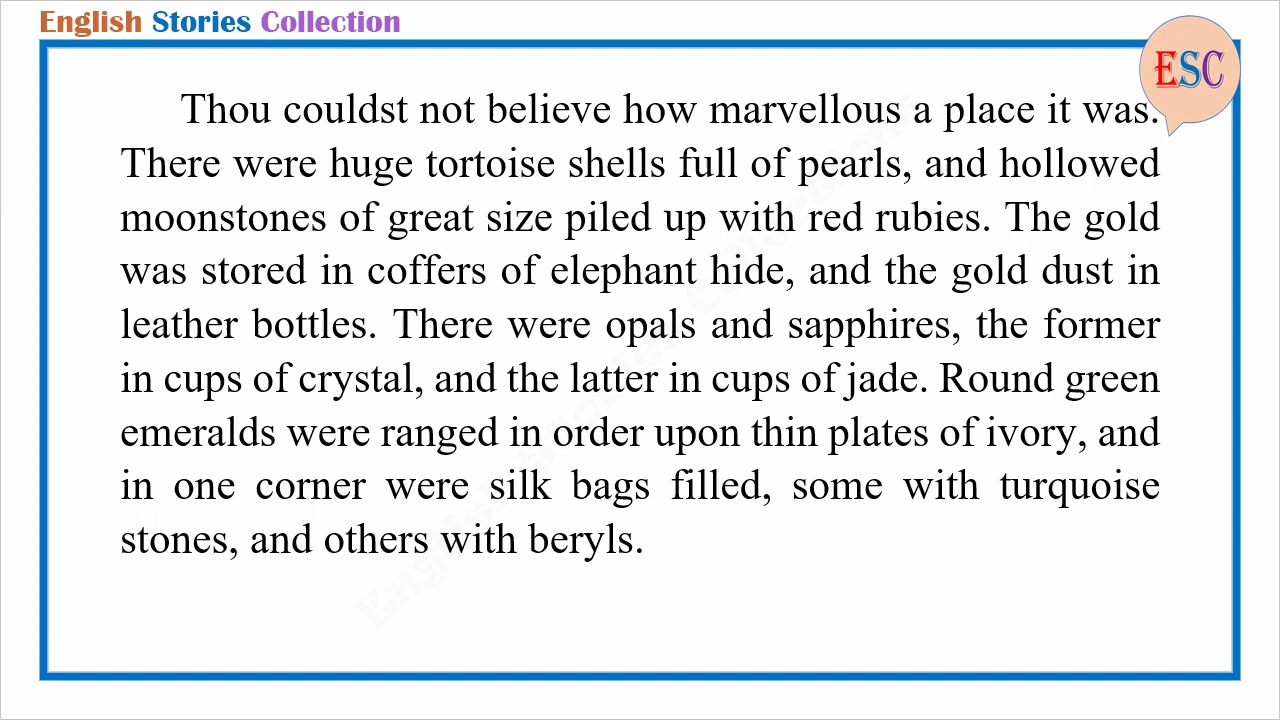 English Stories Collection
ESC
Thou couldst not believe how marvellous a place it was.
There were huge tortoise shells full of pearls, and hollowed
moonstones of great size piled up with red rubies. The gold
was stored in coffers of elephant hide, and the gold dust in
leather bottles. There were opals and sapphires, the former
in cups of crystal, and the latter in cups of jade. Round green
emeralds were ranged in order upon thin plates of ivory, and
in one corner were silk bags filled, some with turquoise
stones, and others with beryls.
English Stories Collection